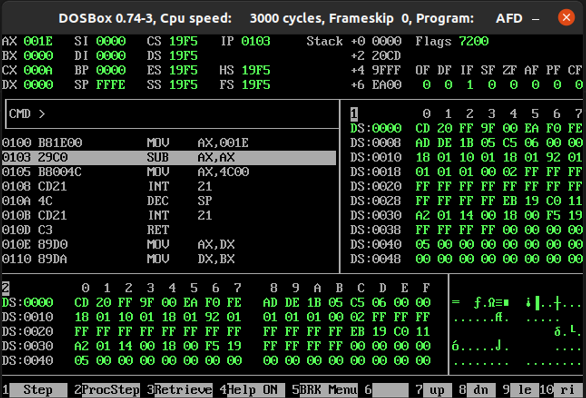 DOSBox 0.74-3, Cpu speed: 3000 cycles, Frameskip 0, Program: AFD
AX 001E SI 0000 CS 19F5 IP 0103 Stack +0 0000 Flags 7200
BX 0000 DI 0000 DS 19F5 +2 20CD
CX 000A BP 0000 ES 19F5 HS 19F5 +4 9FFF OF DF IF SF ZF AF PF CF
DX 0000 SP FFFE SS 19F5 FS 19F5 +6 EA00 0 0 1 0 0 0 0 0
CMD >
0100 B81E00 MOV AX,001E
0103 29C0 SUB AX,AX
0105 B8004C MOV AX,4C00
0108 CD21 INT 21
010A 4C DEC SP
010B CD21 INT 21
010D C3 RET
010E 89D0 MOV AX,DX
0110 89DA MOV DX,BX
1 0 1 2 3 4 5 6 7
DS:0000 CD 20 FF 9F 00 EA F0 FE
DS:0008 AD DE 1B 05 C5 06 00 00
DS:0010 18 01 10 01 18 01 92 01
DS:0018 01 01 01 00 02 FF FF FF
DS:0020 FF FF FF FF FF FF FF FF
DS:0028 FF FF FF FF EB 19 C0 11
DS:0030 A2 01 14 00 18 00 F5 19
DS:0038 FF FF FF FF 00 00 00 00
DS:0040 05 00 00 00 00 00 00 00
DS:0048 00 00 00 00 00 00 00 00
2 0 1 2 3 4 5 6 7 8 9 A B C D E F
DS:0000 CD 20 FF 9F 00 EA F0 FE AD DE 1B 05 C5 06 00 00
DS:0010 18 01 10 01 18 01 92 01 01 01 01 00 02 FF FF FF
DS:0020 FF FF FF FF FF FF FF FF FF FF FF FF EB 19 C0 11
DS:0030 A2 01 14 00 18 00 F5 19 FF FF FF FF 00 00 00 00
DS:0040 05 00 00 00 00 00 00 00 00 00 00 00 00 00 00 00
1 Step 2ProcStep 3Retrieve 4Help ON 5BRK Menu 6 7 up 8 dn 9 le 10 ri